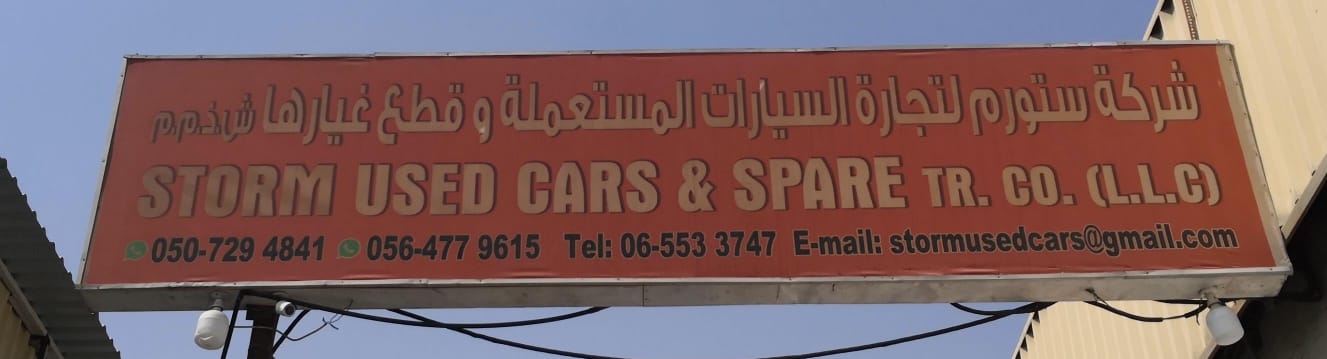 شركة ستورم لتجارة السيارات المستعملة و قطع غيارها ش.ذ.م.م
STORM USED CARS & SPARE TR. CO. (L.L.C)
050-729 4841 056-477 9615 Tel: 06-553 3747 E-mail: stormusedcars@gmail.com